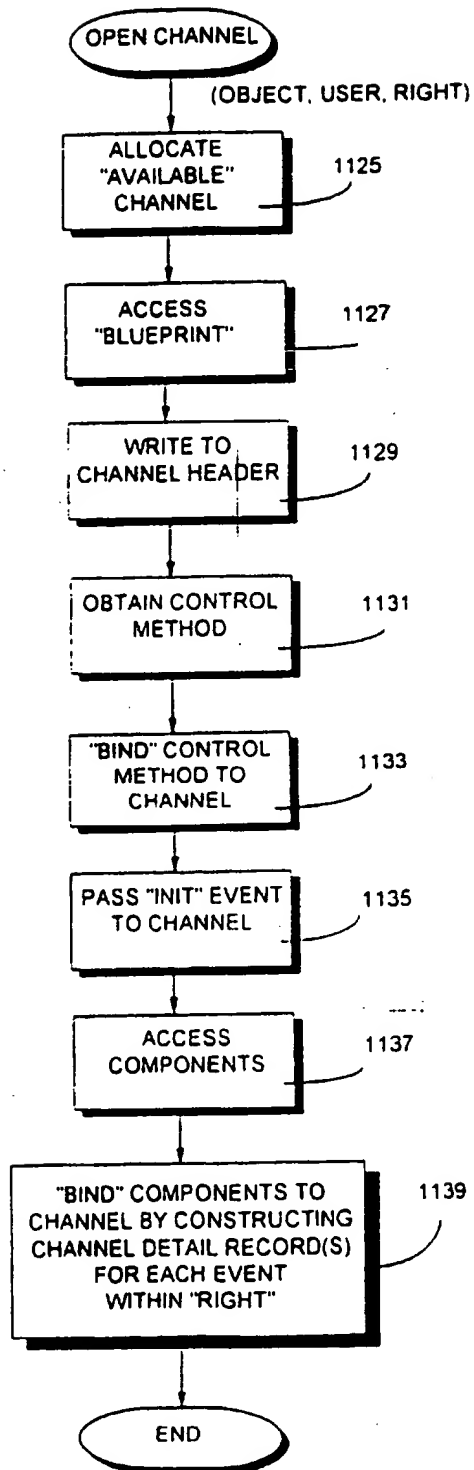 OPEN CHANNEL
(OBJECT, USER, RIGHT)
ALLOCATE
"AVAILABLE"
CHANNEL
1125
ACCESS
"BLUEPRINT"
1127
WRITE TO
CHANNEL HEADER
1129
OBTAIN CONTROL
METHOD
1131
"BIND" CONTROL
METHOD TO
CHANNEL
1133
PASS "INIT" EVENT
TO CHANNEL
1135
ACCESS
COMPONENTS
1137
"BIND" COMPONENTS TO
CHANNEL BY CONSTRUCTING
CHANNEL DETAIL RECORD(S)
FOR EACH EVENT
WITHIN "RIGHT"
1139
END